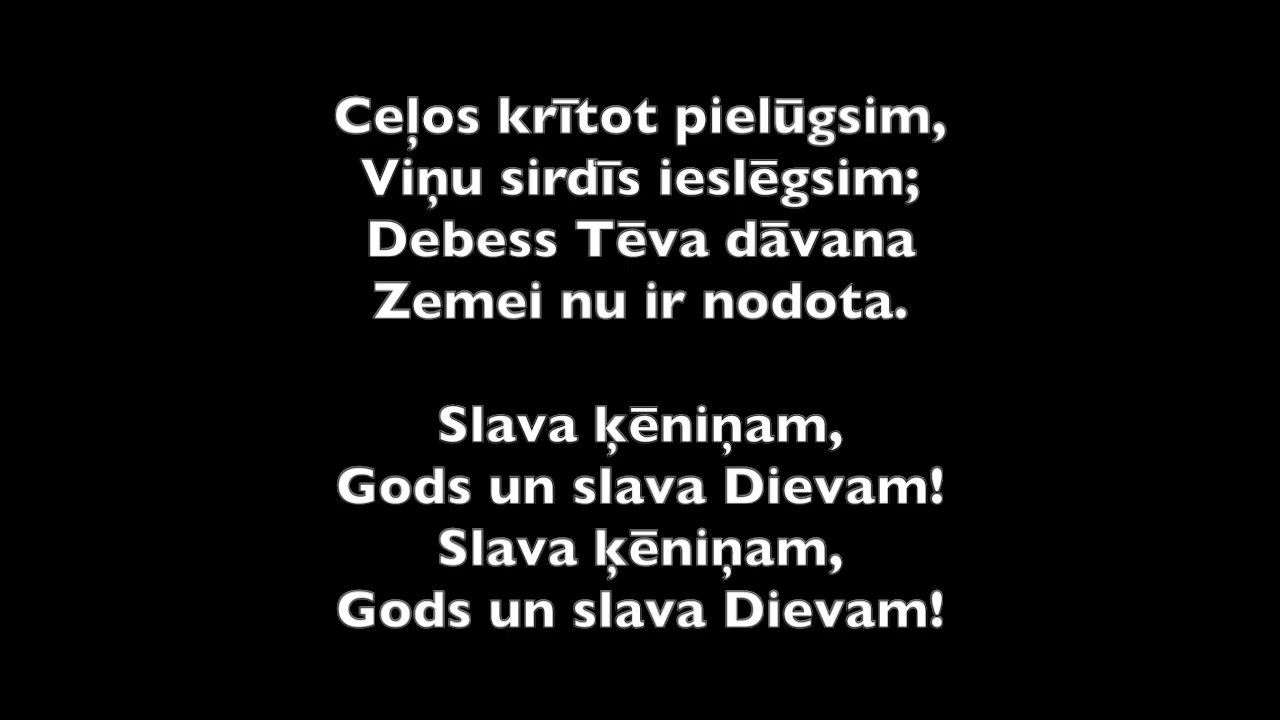 Ceļos krītot pielūgsim,
Viņu sirdīs ieslēgsim;
Debess Tēva dāvana
Zemei nu ir nodota.
Slava ķēniņam,
Gods un slava Dievam!
Slava ķēniņam,
Gods un slava Dievam!